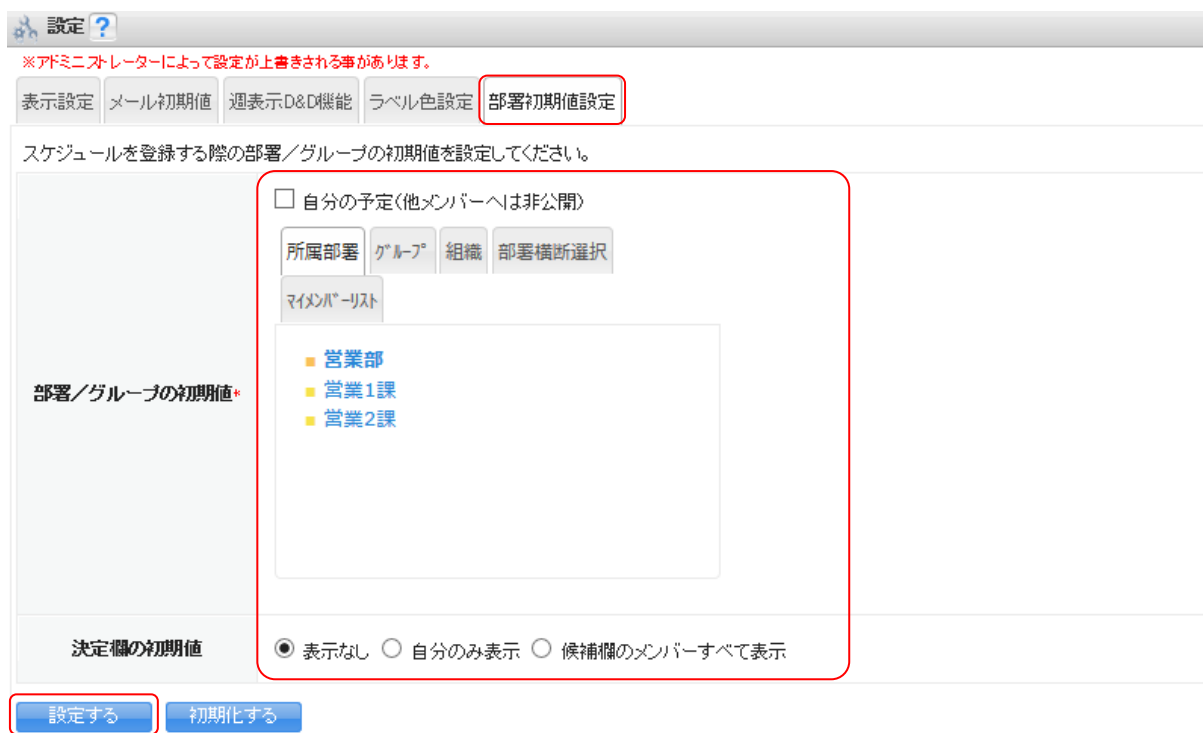 設定 ?
※アドミニストレーターによって設定が上書きされる事があります。
表示設定 メール初期値 週表示D&D機能 ラベル色設定 部署初期値設定
スケジュールを登録する際の部署／グループの初期値を設定してください。
自分の予定(他メンバーへは非公開)
所属部署 ｸﾞﾙｰﾌﾟ 組織 部署横断選択
ﾏｲﾒﾝﾊﾞｰﾘｽﾄ
営業部
営業1課
営業2課
部署／グループの初期値*
決定欄の初期値
表示なし 自分のみ表示 候補欄のメンバーすべて表示
設定する 初期化する